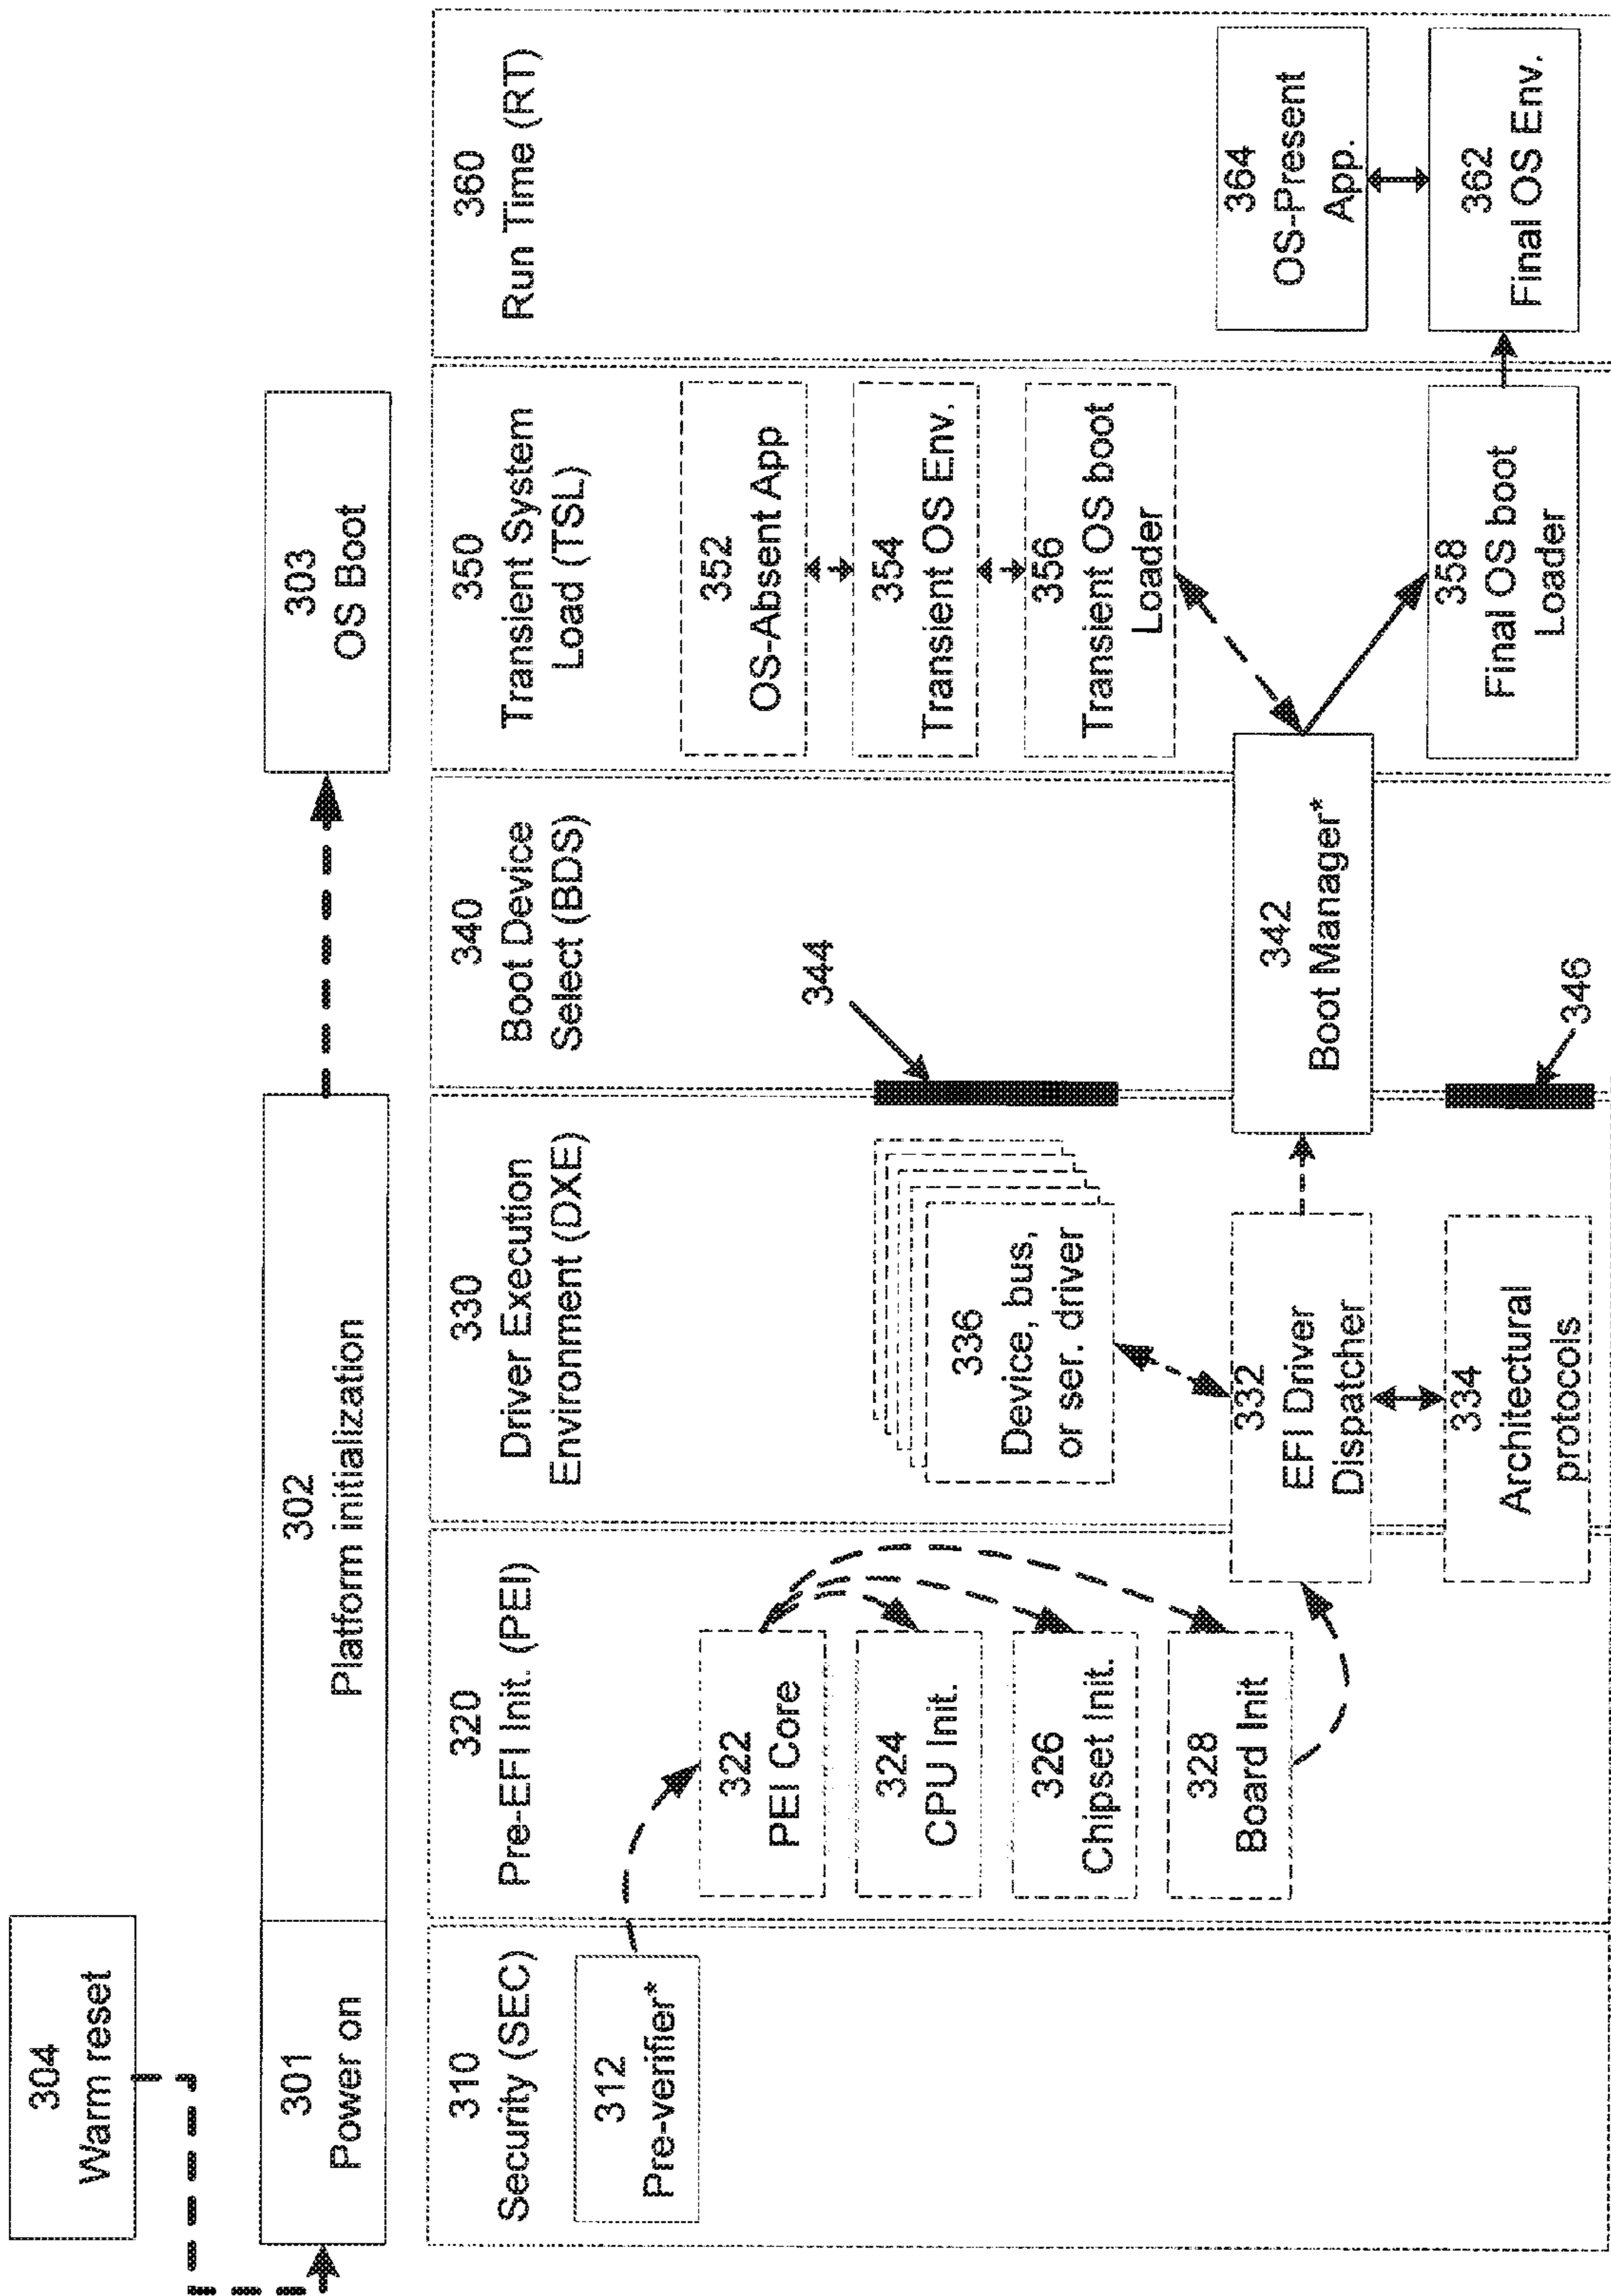 304
Warm reset
301
Power on
302
Platform initialization
303
OS Boot
310
Security (SEC)
312
Pre-verifier*
320
Pre-EFI Init. (PEI)
322
PEI Core
324
CPU Init.
326
Chipset Init.
328
Board Init
330
Driver Execution
Environment (DXE)
336
Device, bus,
or ser. driver
332
EFI Driver
Dispatcher
334
Architectural
protocols
340
Boot Device
Select (BDS)
344
342
Boot Manager*
346
350
Transient System
Load (TSL)
352
OS-Absent App
354
Transient OS Env.
356
Transient OS boot
Loader
358
Final OS boot
Loader
360
Run Time (RT)
364
OS-Present
App.
362
Final OS Env.